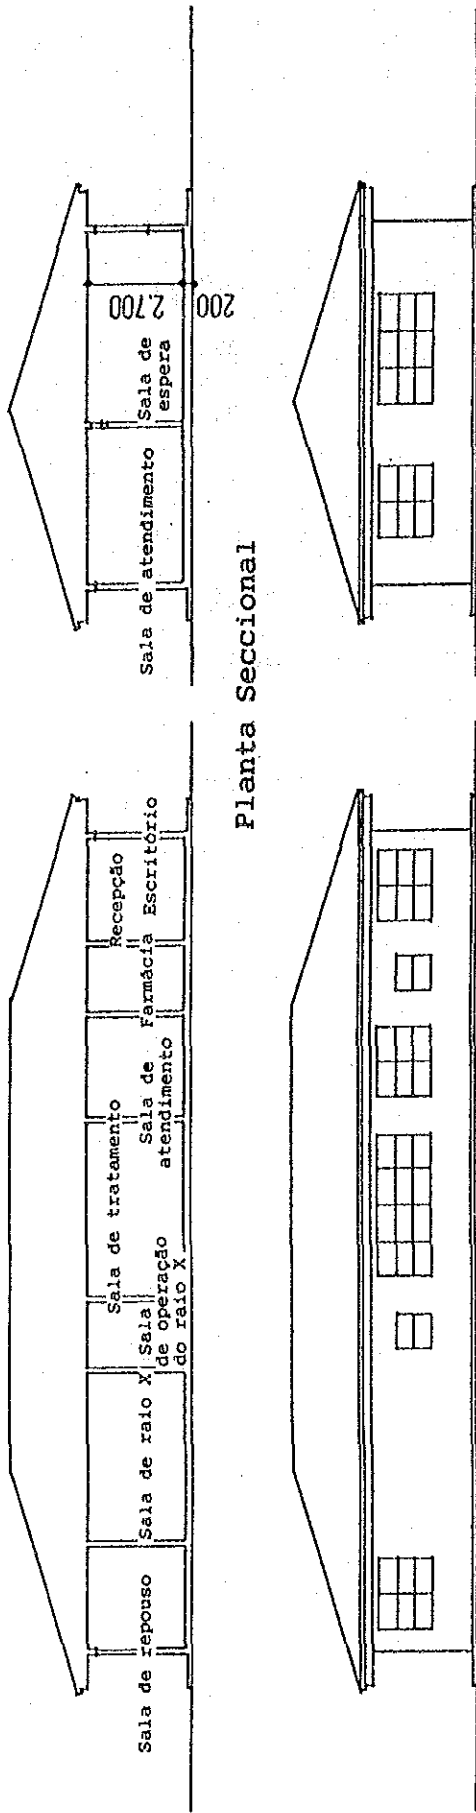 Sala de repouso
Sala de raio X
Sala
de operação
do raio X
Sala de tratamento
Sala de
atendimento
Farmácia
Recepção
Escritório
Sala de atendimento
Sala de
espera
2.700
200
Planta Seccional